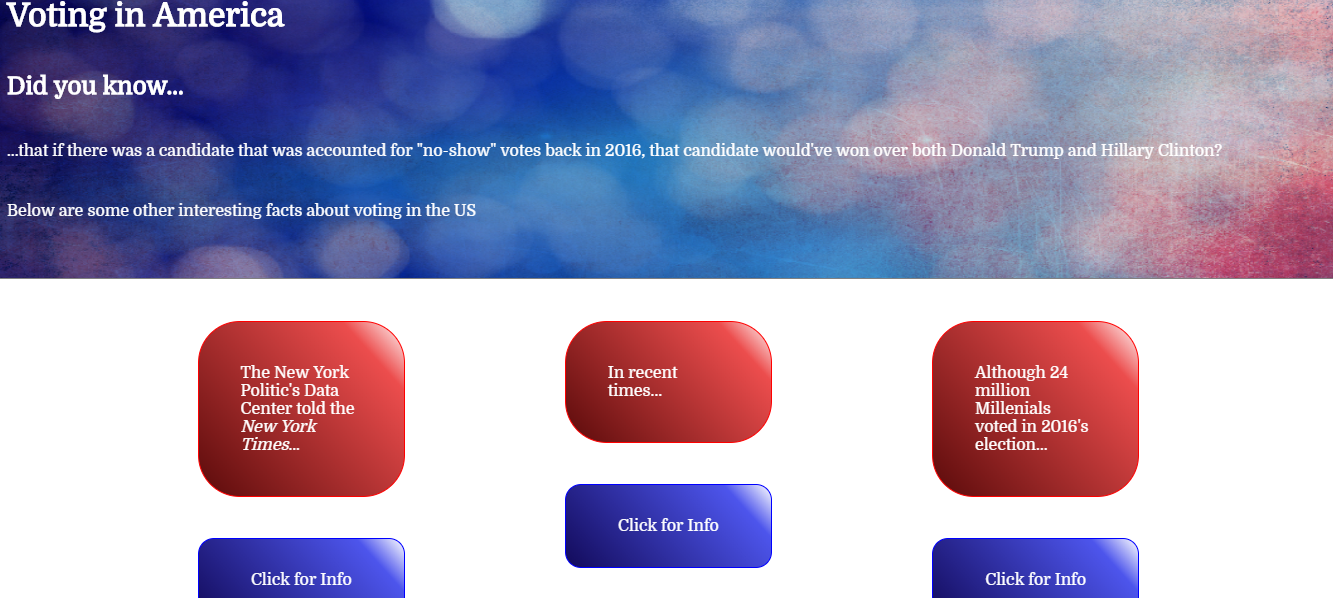 Voting in America
Did you know...
...that if there was a candidate that was accounted for "no-show" votes back in 2016, that candidate would've won over both Donald Trump and Hillary Clinton?
Below are some other interesting facts about voting in the US
The New York
Politic's Data
Center told the
New York
Times...
Click for Info
In recent
times...
Click for Info
Although 24
million
Millenials
voted in 2016's
election...
Click for Info